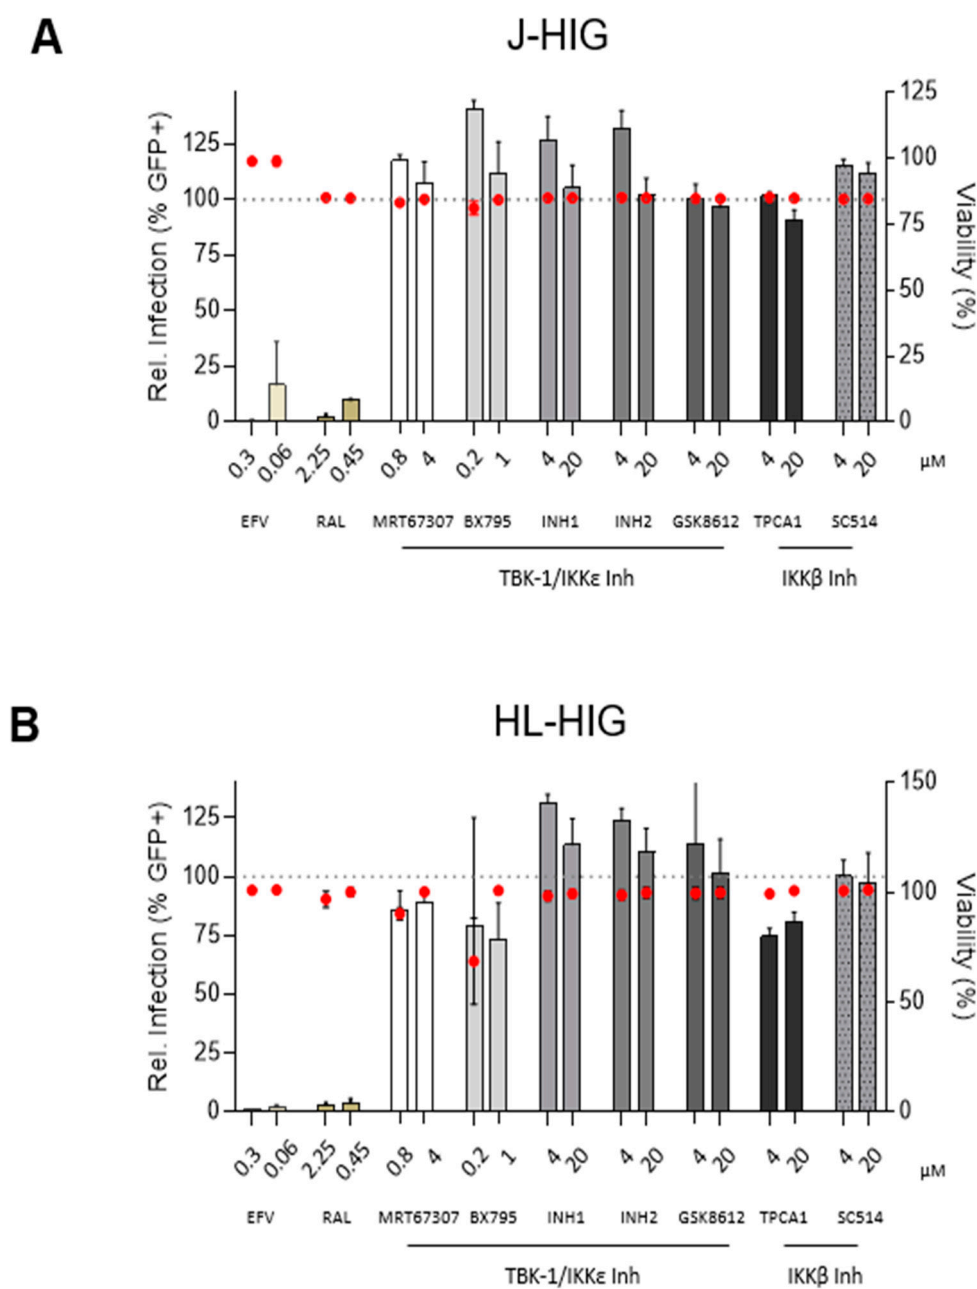 A
J-HIG
Rel. Infection (% GFP+)
125
100
75
50
25
0
125
100
75
50
25
0
Viability (%)
0.3 0.06 2.25 0.45 0.8 4 0.2 1 4 20 4 20 4 20 4 20 4 20 μM
EFV RAL MRT67307 BX795 INH1 INH2 GSK8612 TPCA1 SC514
TBK-1/IKKε Inh IKKβ Inh
B
HL-HIG
Rel. Infection (% GFP+)
125
100
75
50
25
0
150
100
50
0
Viability (%)
0.3 0.06 2.25 0.45 0.8 4 0.2 1 4 20 4 20 4 20 4 20 4 20 μM
EFV RAL MRT67307 BX795 INH1 INH2 GSK8612 TPCA1 SC514
TBK-1/IKKε Inh IKKβ Inh